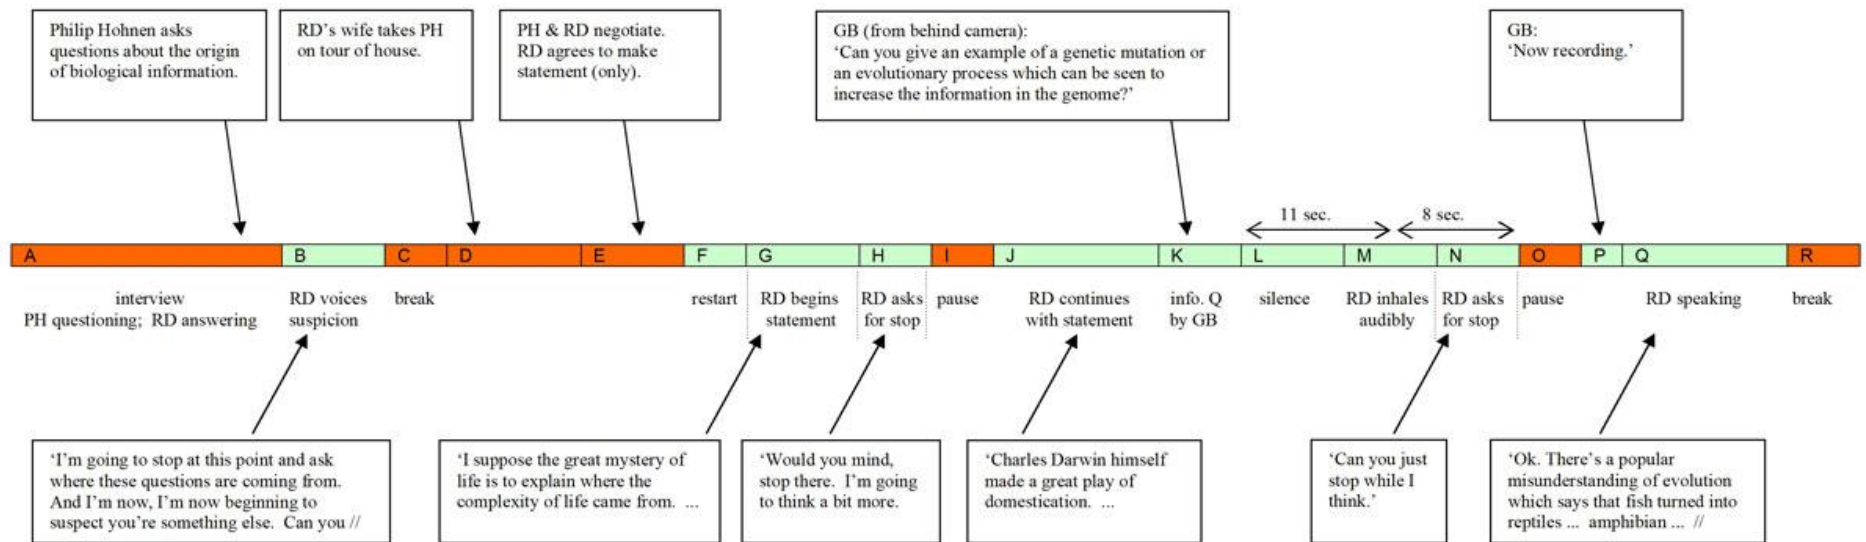 Philip Hohnen asks
questions about the origin
of biological information.
RD's wife takes PH
on tour of house.
PH & RD negotiate.
RD agrees to make
statement (only).
GB (from behind camera):
'Can you give an example of a genetic mutation or
an evolutionary process which can be seen to
increase the information in the genome?'
GB:
'Now recording.'
11 sec.
8 sec.
A
B
C
D
E
F
G
H
I
J
K
L
M
N
O
P
Q
R
interview
PH questioning; RD answering
RD voices
suspicion
break
restart
RD begins
statement
RD asks
for stop
pause
RD continues
with statement
info. Q
by GB
silence
RD inhales
audibly
RD asks
for stop
pause
RD speaking
break
'I'm going to stop at this point and ask
where these questions are coming from.
And I'm now, I'm now beginning to
suspect you're something else. Can you //
'I suppose the great mystery of
life is to explain where the
complexity of life came from. ...
'Would you mind,
stop there. I'm going
to think a bit more.
'Charles Darwin himself
made a great play of
domestication. ...
'Can you just
stop while I
think.'
'Ok. There's a popular
misunderstanding of evolution
which says that fish turned into
reptiles ... amphibian ... //